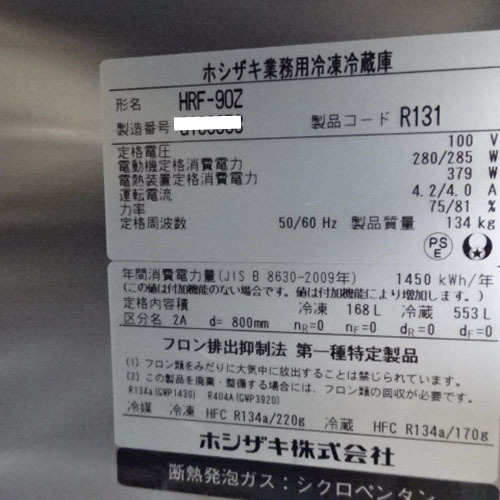 ホシザキ業務用冷凍冷蔵庫
形名 HRF-90Z
製造番号 製品コード R131
定格電圧 100 V
電動機定格消費電力 280/285 W
電熱装置定格消費電力 379 W
運転電流 4.2/4.0 A
力率 75/81 %
定格周波数 50/60 Hz 製品質量 134 kg
PS E
年間消費電力量(JIS B 8630-2009年) 1450 kWh/年
(この値は付加機能のない場合です。値は付加機能により増加します。)
定格内容積 冷凍 168 L 冷蔵 553 L
区分名 2A d= 800mm nR=0 nF=0 dR=0 dF=0
フロン排出抑制法 第一種特定製品
(1) フロン類をみだりに大気中に放出することは禁じられています。
(2) この製品を廃棄・整備する場合には、フロン類の回収が必要です。
R134a(GWP1430) R404A(GWP3920)
冷媒 冷凍 HFC R134a/220g 冷蔵 HFC R134a/170g
ホシザキ株式会社
断熱発泡ガス:シクロペンタン